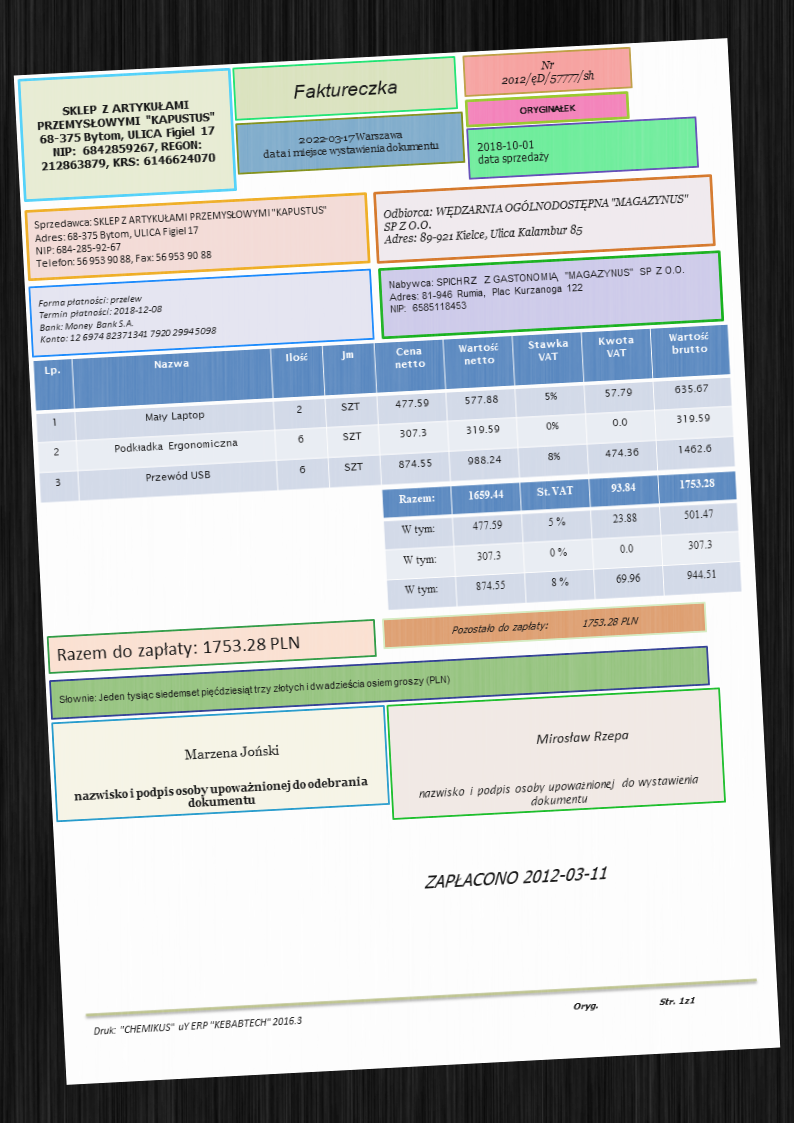 SKLEP Z ARTYKUŁAMI
PRZEMYSŁOWYMI "KAPUSTUS"
68-375 Bytom, ULICA Figiel 17
NIP: 6842859267, REGON:
212863879, KRS: 6146624070
Faktureczka
2022-03-17 Warszawa
data i miejsce wystawienia dokumentu
Nr
2012/ęD/57777/sh
ORYGINAŁEK
2018-10-01
data sprzedaży
Sprzedawca: SKLEP Z ARTYKUŁAMI PRZEMYSŁOWYMI "KAPUSTUS"
Adres: 68-375 Bytom, ULICA Figiel 17
NIP: 684-285-92-67
Telefon: 56 953 90 88, Fax: 56 953 90 88
Odbiorca: WĘDZARNIA OGÓLNODOSTĘPNA "MAGAZYNUS"
SP Z O.O.
Adres: 89-921 Kielce, Ulica Kalambur 85
Forma płatności: przelew
Termin płatności: 2018-12-08
Bank: Money Bank S.A.
Konto: 12 6974 8237 1341 7920 2994 5098
Nabywca: SPICHRZ Z GASTONOMIĄ "MAGAZYNUS" SP Z O.O.
Adres: 81-946 Rumia, Plac Kurzanoga 122
NIP: 6585118453
Lp. Nazwa Ilość Jm Cena netto Wartość netto Stawka VAT Kwota VAT Wartość brutto
1 Mały Laptop 2 SZT 477.59 577.88 5% 57.79 635.67
2 Podkładka Ergonomiczna 6 SZT 307.3 319.59 0% 0.0 319.59
3 Przewód USB 6 SZT 874.55 988.24 8% 474.36 1462.6
Razem: 1659.44 St. VAT 93.84 1753.28
W tym: 477.59 5 % 23.88 501.47
W tym: 307.3 0 % 0.0 307.3
W tym: 874.55 8 % 69.96 944.51
Razem do zapłaty: 1753.28 PLN
Pozostało do zapłaty: 1753.28 PLN
Słownie: Jeden tysiąc siedemset pięćdziesiąt trzy złotych i dwadzieścia osiem groszy (PLN)
Marzena Joński
nazwisko i podpis osoby upoważnionej do odebrania
dokumentu
Mirosław Rzepa
nazwisko i podpis osoby upoważnionej do wystawienia
dokumentu
ZAPŁACONO 2012-03-11
Druk: "CHEMIKUS" uY ERP "KEBABTECH" 2016.3
Oryg.
Str. 1z1